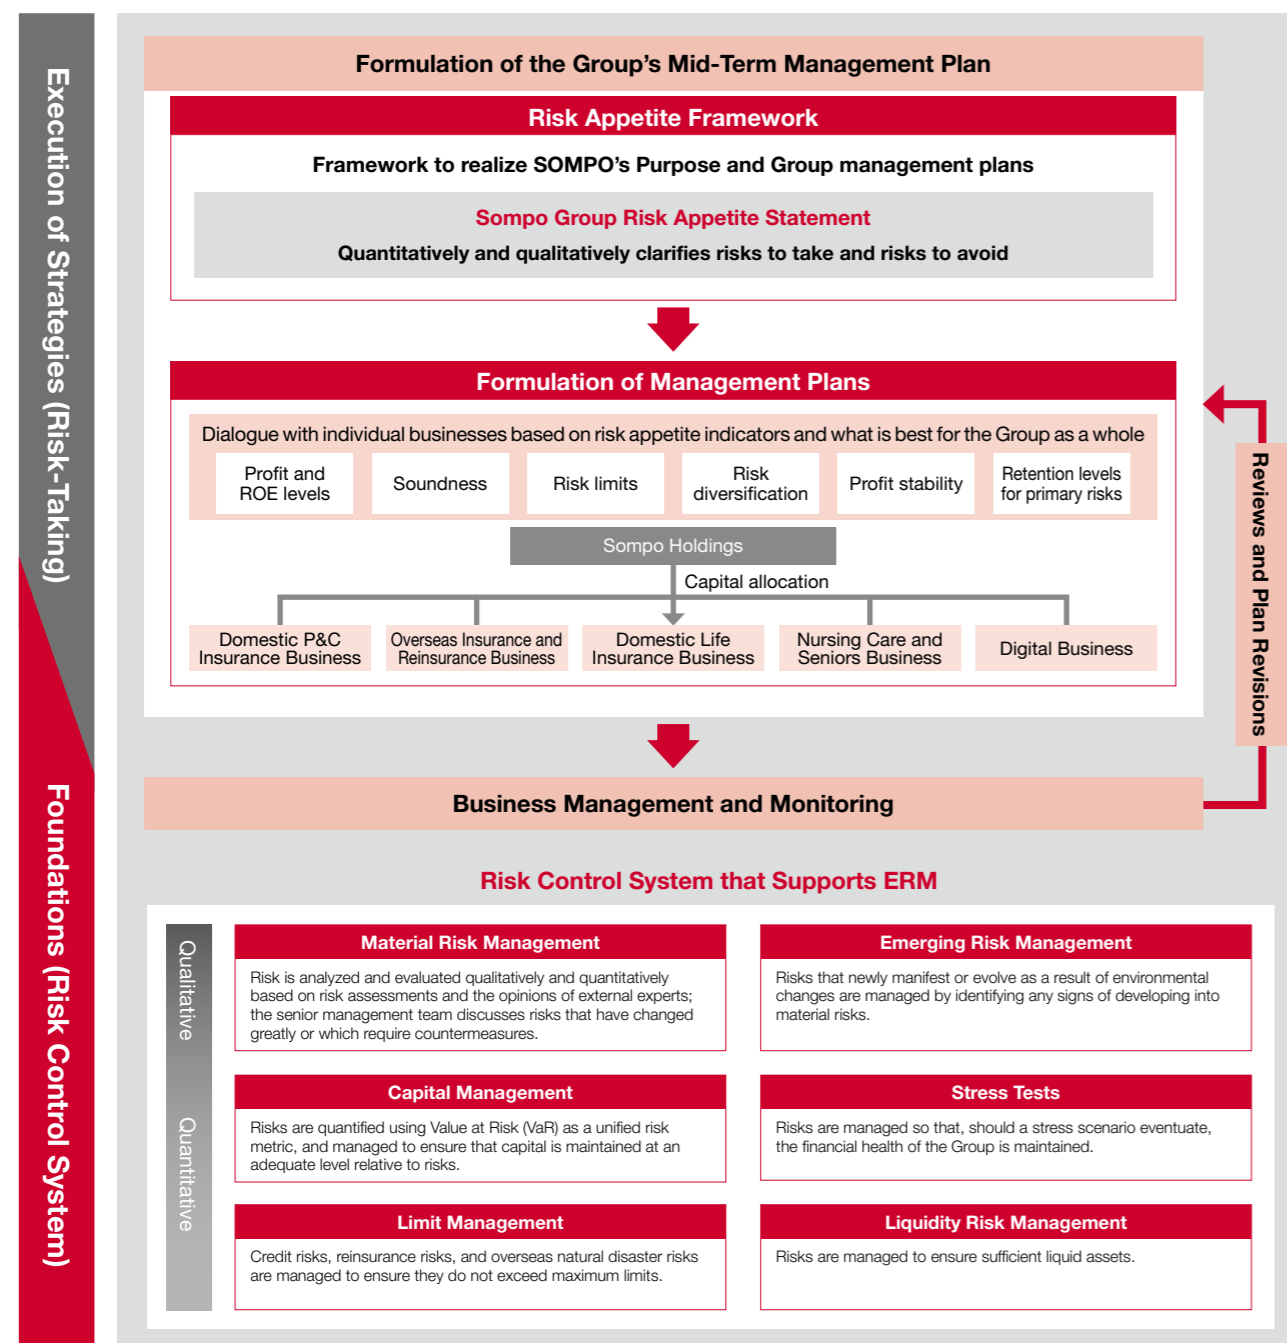 Execution of Strategies (Risk-Taking)
Foundations (Risk Control System)
Formulation of the Group's Mid-Term Management Plan
Risk Appetite Framework
Framework to realize SOMPO's Purpose and Group management plans
Sompo Group Risk Appetite Statement
Quantitatively and qualitatively clarifies risks to take and risks to avoid
Formulation of Management Plans
Dialogue with individual businesses based on risk appetite indicators and what is best for the Group as a whole
Profit and
ROE levels
Soundness
Risk limits
Risk
diversification
Profit stability
Retention levels
for primary risks
Sompo Holdings
Capital allocation
Domestic P&C
Insurance Business
Overseas Insurance and
Reinsurance Business
Domestic Life
Insurance Business
Nursing Care and
Seniors Business
Digital Business
Reviews and Plan Revisions
Business Management and Monitoring
Risk Control System that Supports ERM
Qualitative
Quantitative
Material Risk Management
Risk is analyzed and evaluated qualitatively and quantitatively
based on risk assessments and the opinions of external experts;
the senior management team discusses risks that have changed
greatly or which require countermeasures.
Emerging Risk Management
Risks that newly manifest or evolve as a result of environmental
changes are managed by identifying any signs of developing into
material risks.
Capital Management
Risks are quantified using Value at Risk (VaR) as a unified risk
metric, and managed to ensure that capital is maintained at an
adequate level relative to risks.
Stress Tests
Risks are managed so that, should a stress scenario eventuate,
the financial health of the Group is maintained.
Limit Management
Credit risks, reinsurance risks, and overseas natural disaster risks
are managed to ensure they do not exceed maximum limits.
Liquidity Risk Management
Risks are managed to ensure sufficient liquid assets.